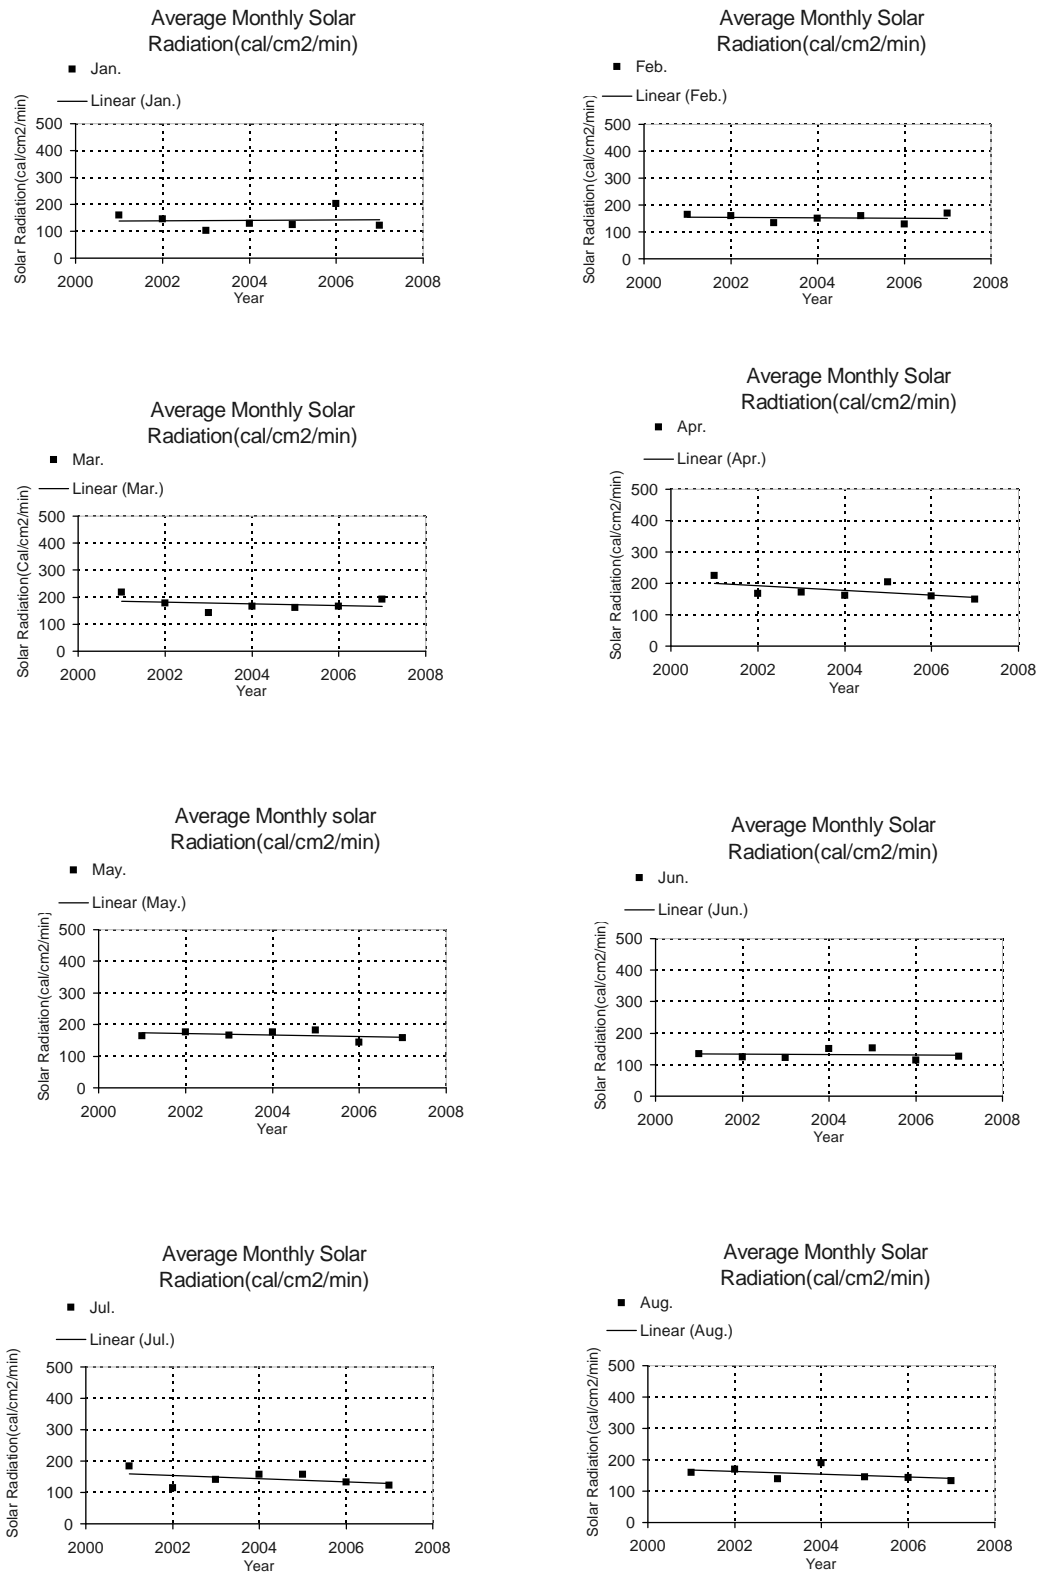 Average Monthly Solar
Radiation(cal/cm2/min)
Jan.
Linear (Jan.)
Solar Radiation(cal/cm2/min)
500
400
300
200
100
0
2000 2002 2004 2006 2008
Year
Average Monthly Solar
Radiation(cal/cm2/min)
Feb.
Linear (Feb.)
Solar Radiation(cal/cm2/min)
500
400
300
200
100
0
2000 2002 2004 2006 2008
Year
Average Monthly Solar
Radiation(cal/cm2/min)
Mar.
Linear (Mar.)
Solar Radiation(Cal/cm2/min)
500
400
300
200
100
0
2000 2002 2004 2006 2008
Year
Average Monthly Solar
Radtiation(cal/cm2/min)
Apr.
Linear (Apr.)
Solar Radiation(cal/cm2/min)
500
400
300
200
100
0
2000 2002 2004 2006 2008
Year
Average Monthly solar
Radiation(cal/cm2/min)
May.
Linear (May.)
Solar Radiation(cal/cm2/min)
500
400
300
200
100
0
2000 2002 2004 2006 2008
Year
Average Monthly Solar
Radiation(cal/cm2/min)
Jun.
Linear (Jun.)
Solar Radiation(cal/cm2/min)
500
400
300
200
100
0
2000 2002 2004 2006 2008
Year
Average Monthly Solar
Radiation(cal/cm2/min)
Jul.
Linear (Jul.)
Solar Radiation(cal/cm2/min)
500
400
300
200
100
0
2000 2002 2004 2006 2008
Year
Average Monthly Solar
Radiation(cal/cm2/min)
Aug.
Linear (Aug.)
Solar Radiation(cal/cm2/min)
500
400
300
200
100
0
2000 2002 2004 2006 2008
Year